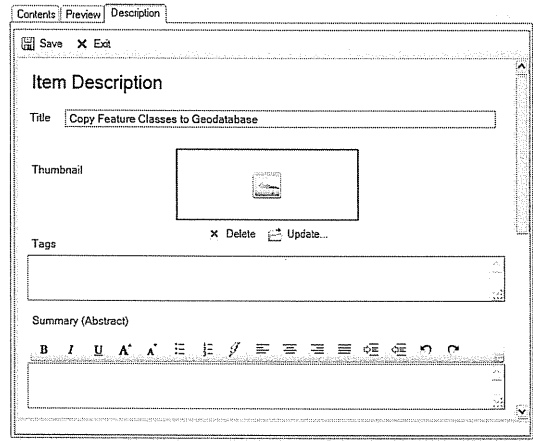 Contents Preview Description
Save Exit
Item Description
Title Copy Feature Classes to Geodatabase
Thumbnail
Delete Update...
Tags
Summary (Abstract)
B I U A A